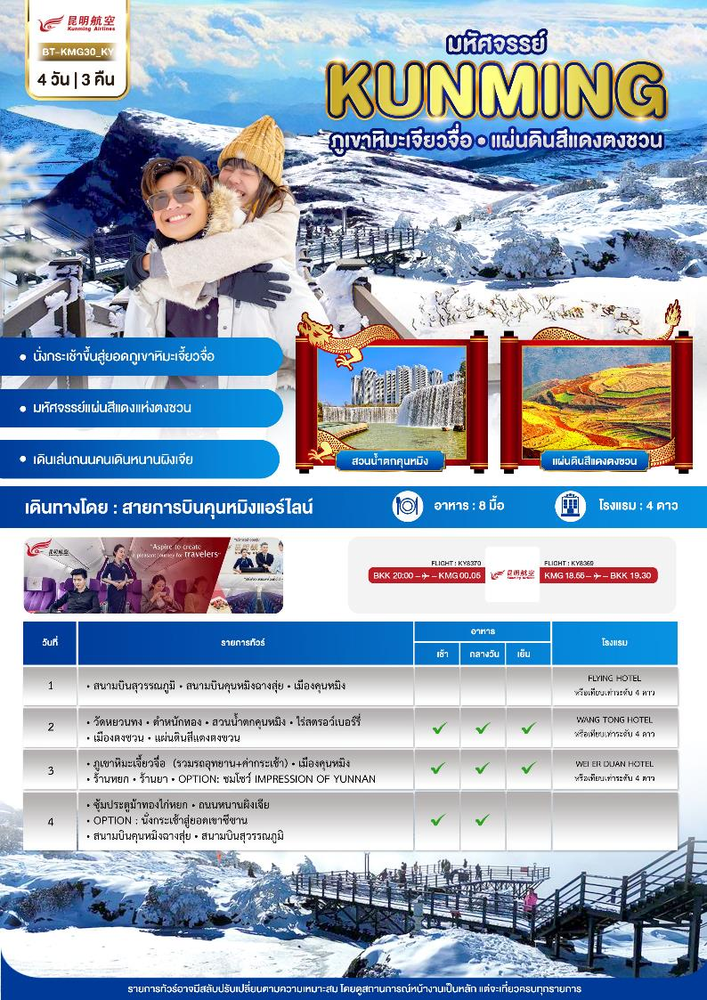 昆明航空
Kunming Airlines
BT-KMG30_KY
4 วัน | 3 คืน
มหัศจรรย์
KUNMING
ภูเขาหิมะเจียวจื่อ • แผ่นดินสีแดงตงชวน
• นั่งกระเช้าขึ้นสู่ยอดภูเขาหิมะเจี้ยวจื่อ
• มหัศจรรย์แผ่นสีแดงแห่งตงชวน
• เดินเล่นถนนคนเดินหนานผิงเจีย
สวนน้ำตกคุนหมิง
แผ่นดินสีแดงตงชวน
เดินทางโดย : สายการบินคุนหมิงแอร์ไลน์
อาหาร : 8 มื้อ
โรงแรม : 4 ดาว
昆明航空
"Aspire to create
a pleasant journey for travelers"
FLIGHT : KY8370
BKK 20:00 – KMG 00.05
昆明航空
Kunming Airlines
FLIGHT : KY8369
KMG 18.55 – BKK 19.30
วันที่
รายการทัวร์
อาหาร
เช้า กลางวัน เย็น
โรงแรม
1
• สนามบินสุวรรณภูมิ • สนามบินคุนหมิงฉางสุ่ย • เมืองคุนหมิง
FLYING HOTEL
หรือเทียบเท่าระดับ 4 ดาว
2
• วัดหยวนทง • ตำหนักทอง • สวนน้ำตกคุนหมิง • ไร่สตรอว์เบอร์รี่
• เมืองตงชวน • แผ่นดินสีแดงตงชวน
WANG TONG HOTEL
หรือเทียบเท่าระดับ 4 ดาว
3
• ภูเขาหิมะเจี้ยวจื่อ (รวมรถอุทยาน+ค่ากระเช้า) • เมืองคุนหมิง
• ร้านหยก • ร้านยา • OPTION: ชมโชว์ IMPRESSION OF YUNNAN
WEI ER DUAN HOTEL
หรือเทียบเท่าระดับ 4 ดาว
4
• ซุ้มประตูม้าทองไก่หยก • ถนนหนานผิงเจีย
• OPTION : นั่งกระเช้าสู่ยอดเขาซีซาน
• สนามบินคุนหมิงฉางสุ่ย • สนามบินสุวรรณภูมิ
รายการทัวร์อาจมีสลับปรับเปลี่ยนตามความเหมาะสม โดยดูสถานการณ์หน้างานเป็นหลัก แต่จะเที่ยวครบทุกรายการ